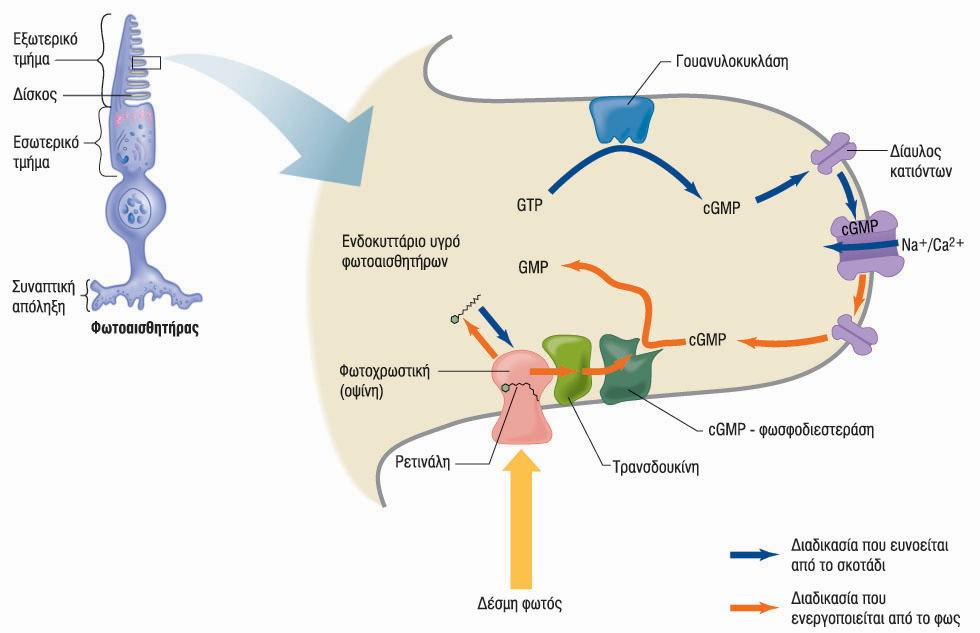 Εξωτερικό
τμήμα
Δίσκος
Εσωτερικό
τμήμα
Συναπτική
απόληξη
Φωτοαισθητήρας
Γουανυλοκυκλάση
Δίαυλος
κατιόντων
GTP
cGMP
cGMP
Na+/Ca2+
Ενδοκυττάριο υγρό
φωτοαισθητήρων
GMP
cGMP
Φωτοχρωστική
(οψίνη)
cGMP - φωσφοδιεστεράση
Ρετινάλη
Τρανσδουκίνη
Δέσμη φωτός
Διαδικασία που ευνοείται
από το σκοτάδι
Διαδικασία που
ενεργοποιείται από το φως